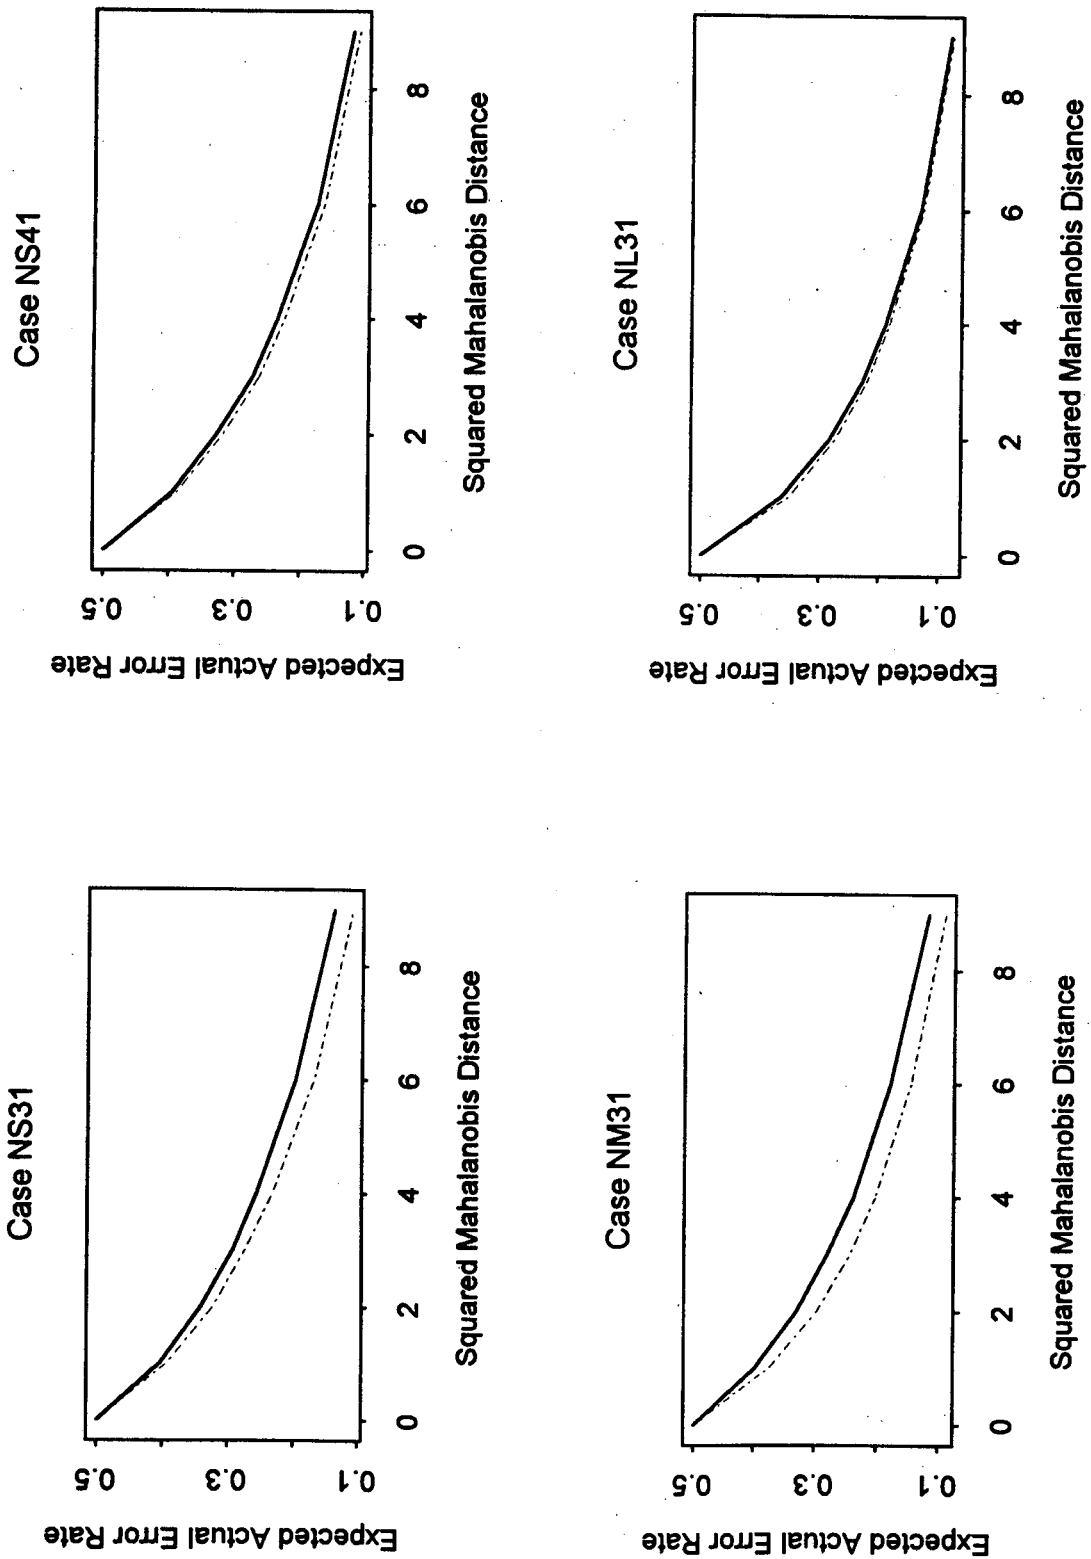 Case NS31
Expected Actual Error Rate
0.5
0.3
0.1
0 2 4 6 8
Squared Mahalanobis Distance
Case NS41
Expected Actual Error Rate
0.5
0.3
0.1
0 2 4 6 8
Squared Mahalanobis Distance
Case NM31
Expected Actual Error Rate
0.5
0.3
0.1
0 2 4 6 8
Squared Mahalanobis Distance
Case NL31
Expected Actual Error Rate
0.5
0.3
0.1
0 2 4 6 8
Squared Mahalanobis Distance